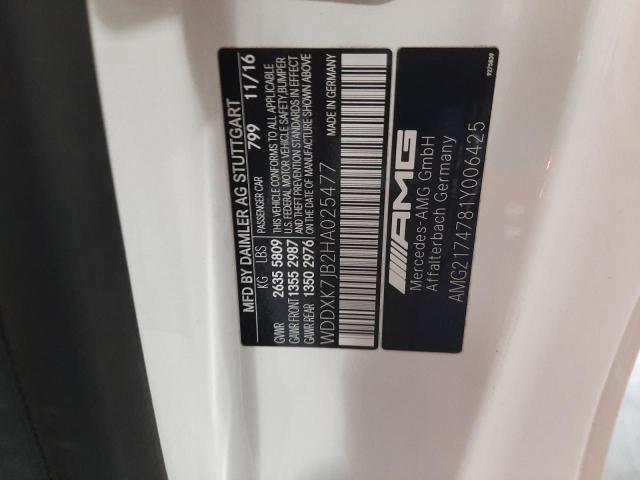 MFD BY DAIMLER AG STUTTGART
KG LBS PASSENGER CAR 799 11/16
GVWR 2635 5809 THIS VEHICLE CONFORMS TO ALL APPLICABLE
GAWR FRONT 1355 2987 U.S. FEDERAL MOTOR VEHICLE SAFETY, BUMPER
GAWR REAR 1350 2976 AND THEFT PREVENTION STANDARDS IN EFFECT
ON THE DATE OF MANUFACTURE SHOWN ABOVE
WDDXK7JB2HA025477 MADE IN GERMANY
AMG
Mercedes-AMG GmbH
Affalterbach Germany
AMG2174781Y006425